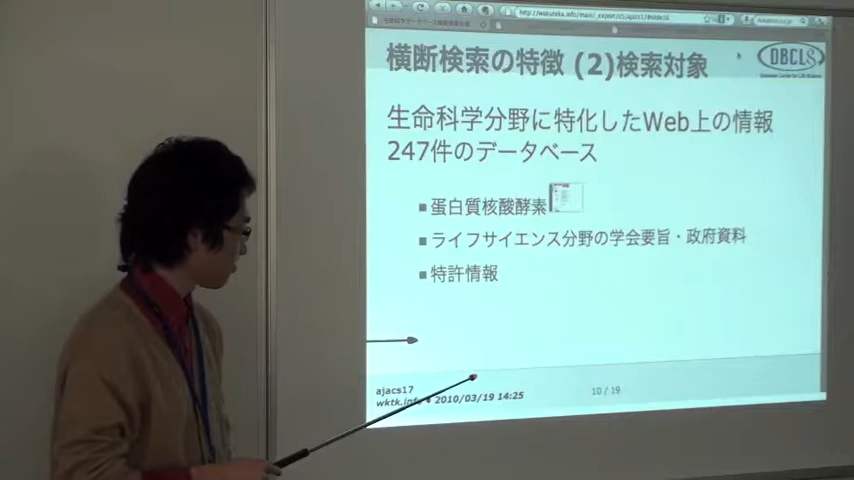 横断検索の特徴 (2)検索対象
DBCLS
生命科学分野に特化したWeb上の情報
247件のデータベース
■蛋白質核酸酵素
■ライフサイエンス分野の学会要旨・政府資料
■特許情報
ajacs17
wktk.info • 2010/03/19 14:25
10 / 19